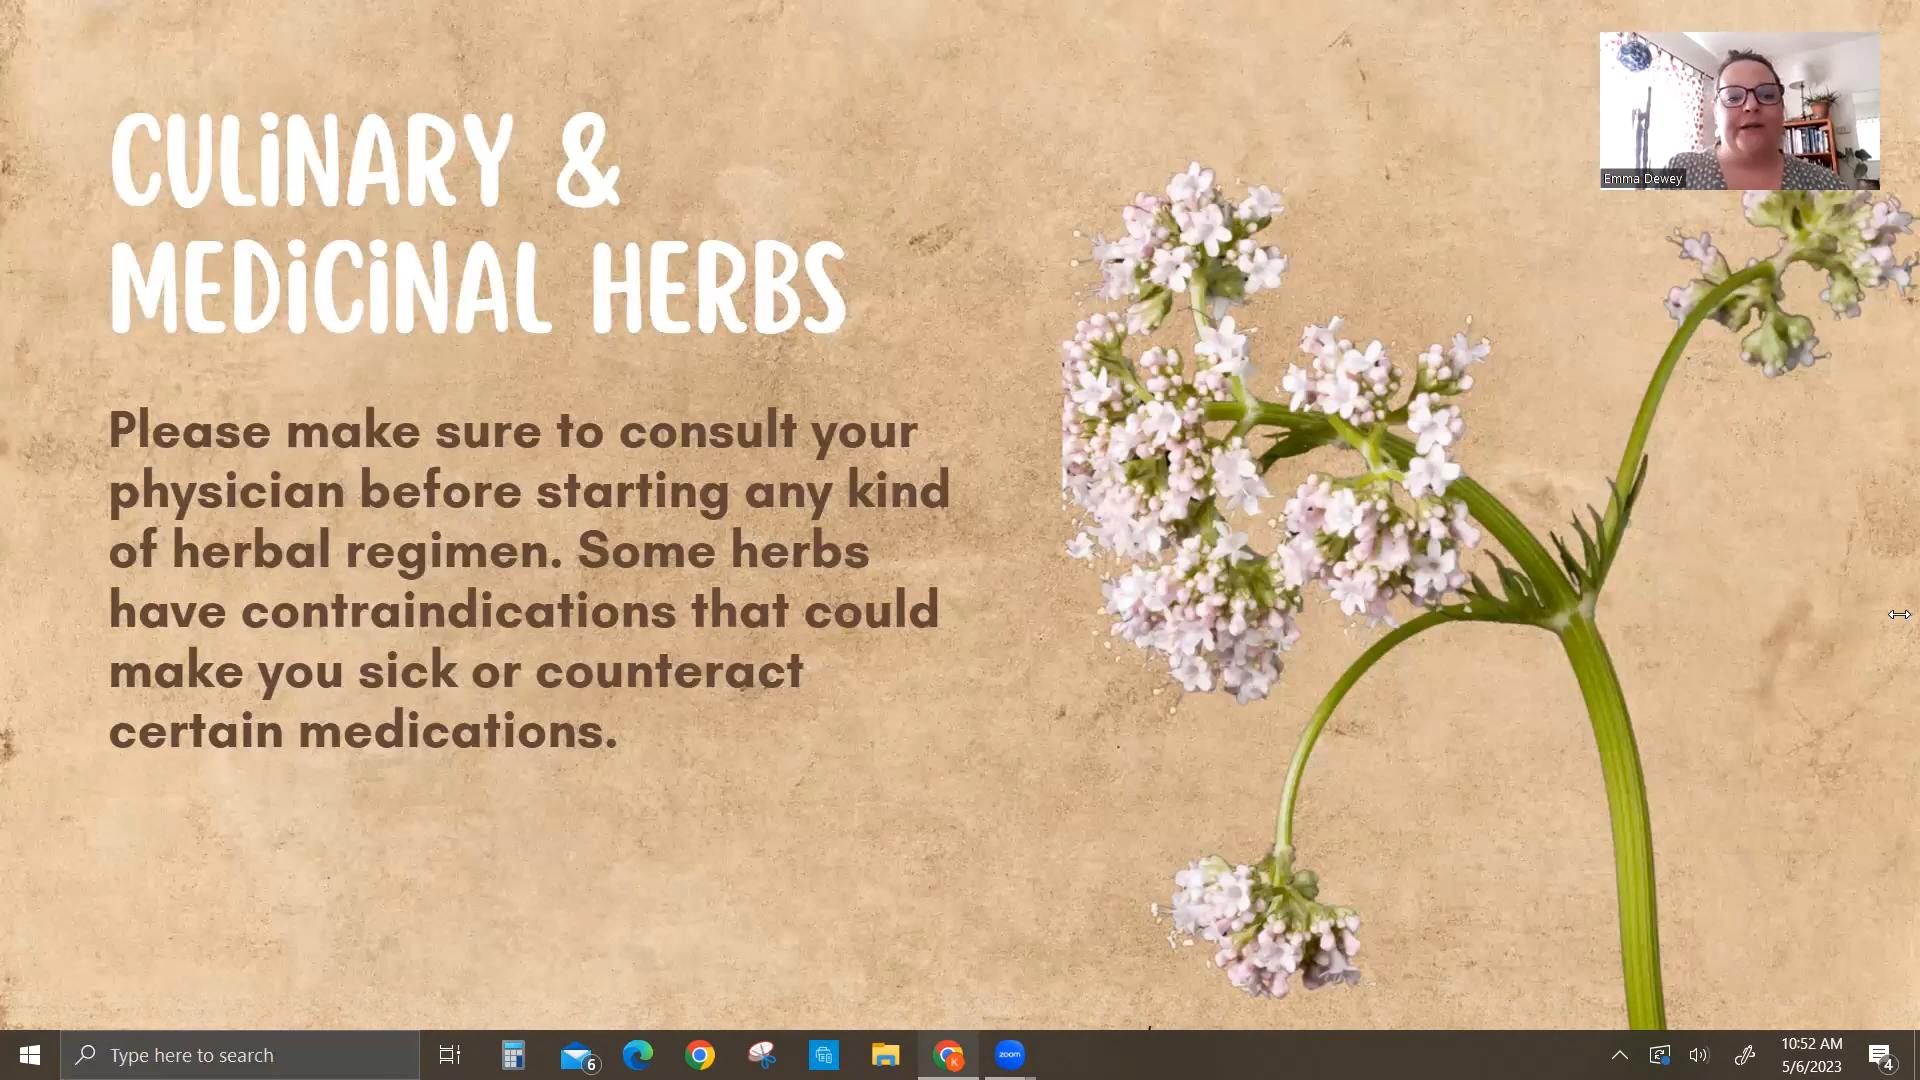 CULINARY &
MEDICINAL HERBS
Please make sure to consult your
physician before starting any kind
of herbal regimen. Some herbs
have contraindications that could
make you sick or counteract
certain medications.
Emma Dewey
Type here to search
6
K
zoom
10:52 AM
5/6/2023
4